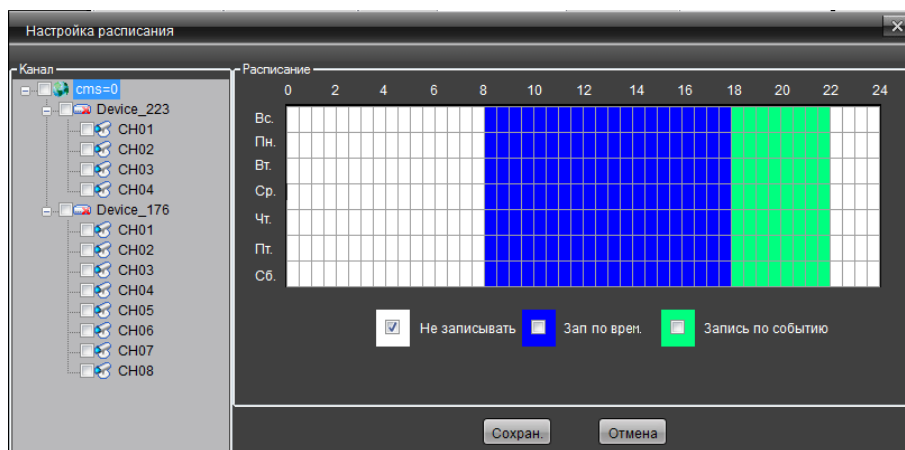 Настройка расписания
Канал
cms=0
Device_223
CH01
CH02
CH03
CH04
Device_176
CH01
CH02
CH03
CH04
CH05
CH06
CH07
CH08
Расписание
0 2 4 6 8 10 12 14 16 18 20 22 24
Вс.
Пн.
Вт.
Ср.
Чт.
Пт.
Сб.
Не записывать Зап по врем. Запись по событию
Сохран. Отмена